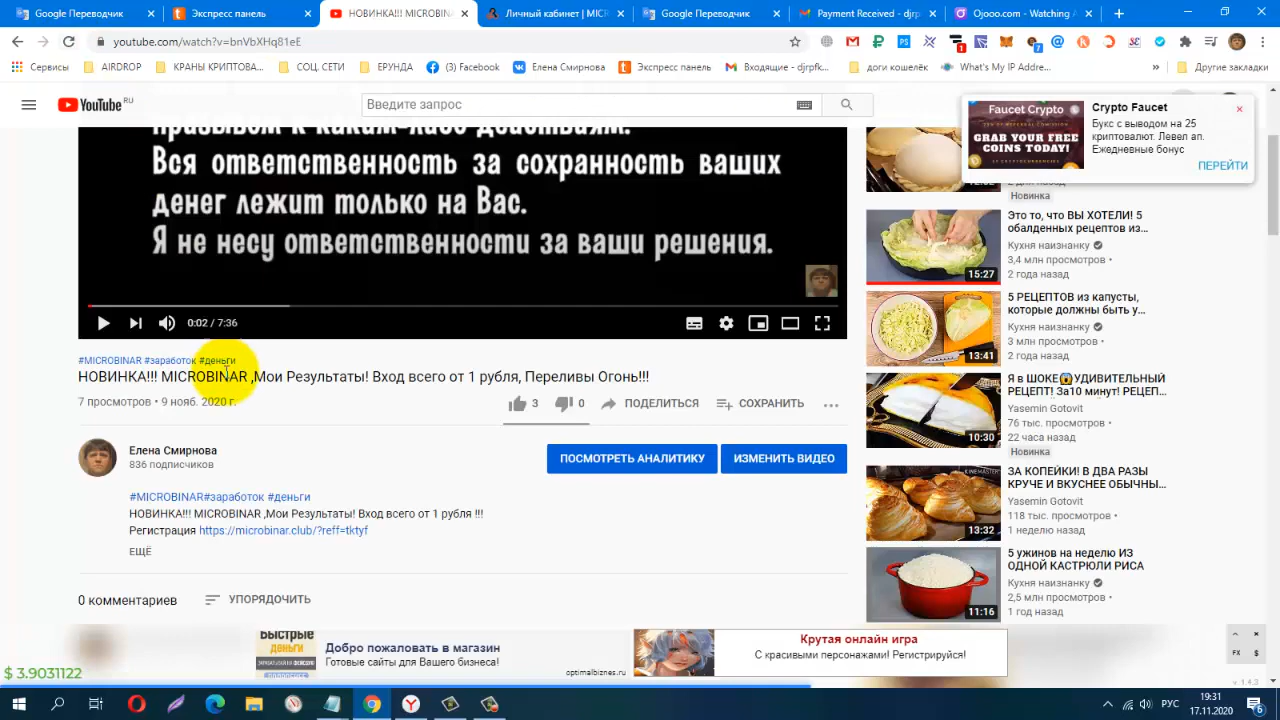 Google Переводчик
Экспресс панель
НОВИНКА!!! MICROBIN
Личный кабинет | MICR
Google Переводчик
Payment Received - djrp
Ojooo.com - Watching A
youtube.com/watch?v=bnVbXHq81eE
Сервисы
AIRDROP
КРАНЫ КРИПТОВА...
СОЦ. СЕТИ
ЕРУНДА
(3) Facebook
Елена Смирнова
Экспресс панель
Входящие - djrpfk...
доги кошелёк
What's My IP Addre...
Другие закладки
YouTube RU
Введите запрос
Faucet Crypto
GRAB YOUR FREE
COINS TODAY!
Crypto Faucet
Букс с выводом на 25
криптовалют. Левел ап.
Ежедневные бонус
ПЕРЕЙТИ
Вся ответственность за сохранность ваших
денег лежит только на Вас.
Я не несу ответственности за ваши решения.
0:02 / 7:36
#MICROBINAR #заработок #деньги
НОВИНКА!!! MICROBINAR ,Мои Результаты! Вход всего от 1 рубля, Переливы Огонь!!!
7 просмотров • 9 нояб. 2020 г.
3
0
ПОДЕЛИТЬСЯ
СОХРАНИТЬ
Елена Смирнова
836 подписчиков
ПОСМОТРЕТЬ АНАЛИТИКУ
ИЗМЕНИТЬ ВИДЕО
#MICROBINAR#заработок #деньги
НОВИНКА!!! MICROBINAR ,Мои Результаты! Вход всего от 1 рубля !!!
Регистрация https://microbinar.club/?reff=tktyf
ЕЩЁ
0 комментариев
УПОРЯДОЧИТЬ
Новинка
Это то, что ВЫ ХОТЕЛИ! 5
обалденных рецептов из...
Кухня наизнанку
3,4 млн просмотров •
2 года назад
15:27
5 РЕЦЕПТОВ из капусты,
которые должны быть у...
Кухня наизнанку
3 млн просмотров •
2 года назад
13:41
Я в ШОКЕ😱УДИВИТЕЛЬНЫЙ
РЕЦЕПТ! За10 минут! РЕЦЕП...
Yasemin Gotovit
76 тыс. просмотров •
22 часа назад
Новинка
10:30
ЗА КОПЕЙКИ! В ДВА РАЗЫ
КРУЧЕ И ВКУСНЕЕ ОБЫЧНЫ...
Yasemin Gotovit
118 тыс. просмотров •
1 неделю назад
KINEMASTER
13:32
5 ужинов на неделю ИЗ
ОДНОЙ КАСТРЮЛИ РИСА
Кухня наизнанку
2,5 млн просмотров •
1 год назад
11:16
БЫСТРЫЕ
деньги
Добро пожаловать в магазин
Готовые сайты для Вашего бизнеса!
optimalbiznes.ru
Крутая онлайн игра
С красивыми персонажами! Регистрируйся!
FX $
v. 1.4.3
$ 3.9031122
РУС
19:31
17.11.2020